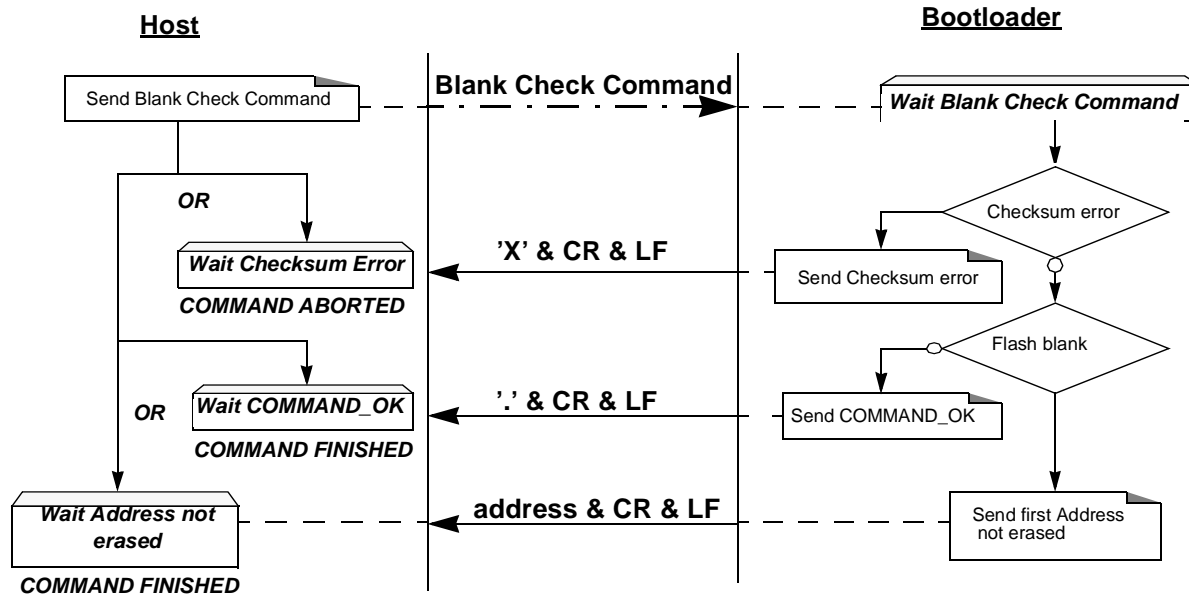 Host
Bootloader
Send Blank Check Command
Blank Check Command
Wait Blank Check Command
OR
Checksum error
Wait Checksum Error
'X' & CR & LF
Send Checksum error
COMMAND ABORTED
Flash blank
OR
Wait COMMAND_OK
'.' & CR & LF
Send COMMAND_OK
COMMAND FINISHED
Wait Address not
erased
address & CR & LF
Send first Address
not erased
COMMAND FINISHED